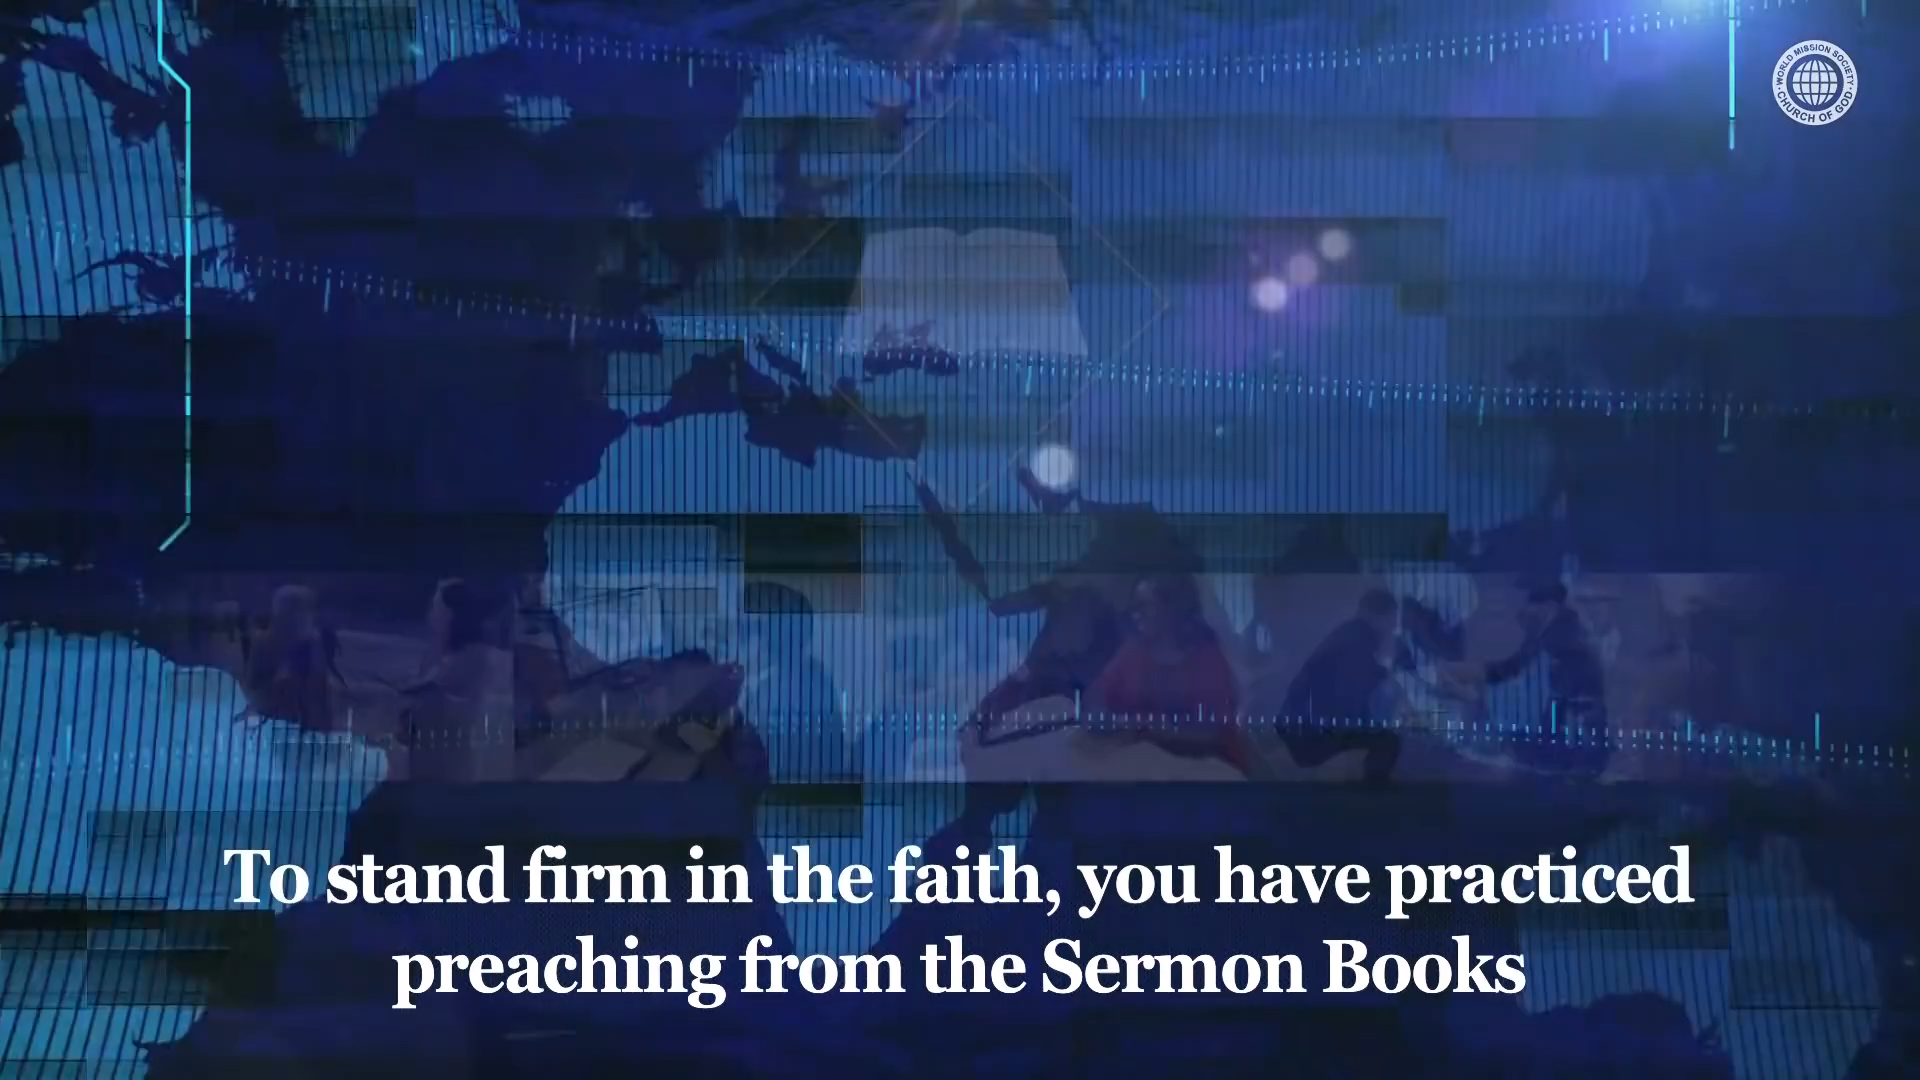 WORLD MISSION SOCIETY
CHURCH OF GOD
To stand firm in the faith, you have practiced
preaching from the Sermon Books